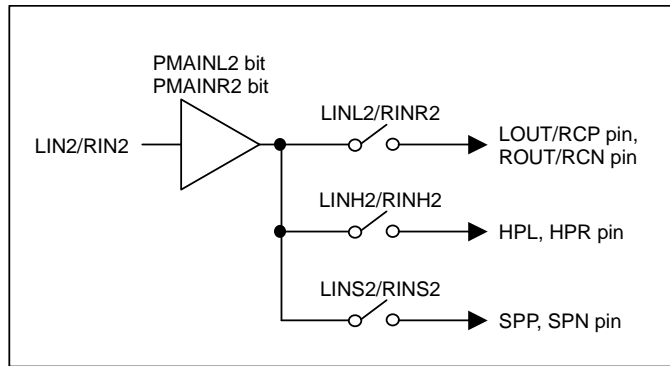 PMAINL2 bit
PMAINR2 bit
LIN2/RIN2
LINL2/RINR2
LOUT/RCP pin,
ROUT/RCN pin
LINH2/RINH2
HPL, HPR pin
LINS2/RINS2
SPP, SPN pin